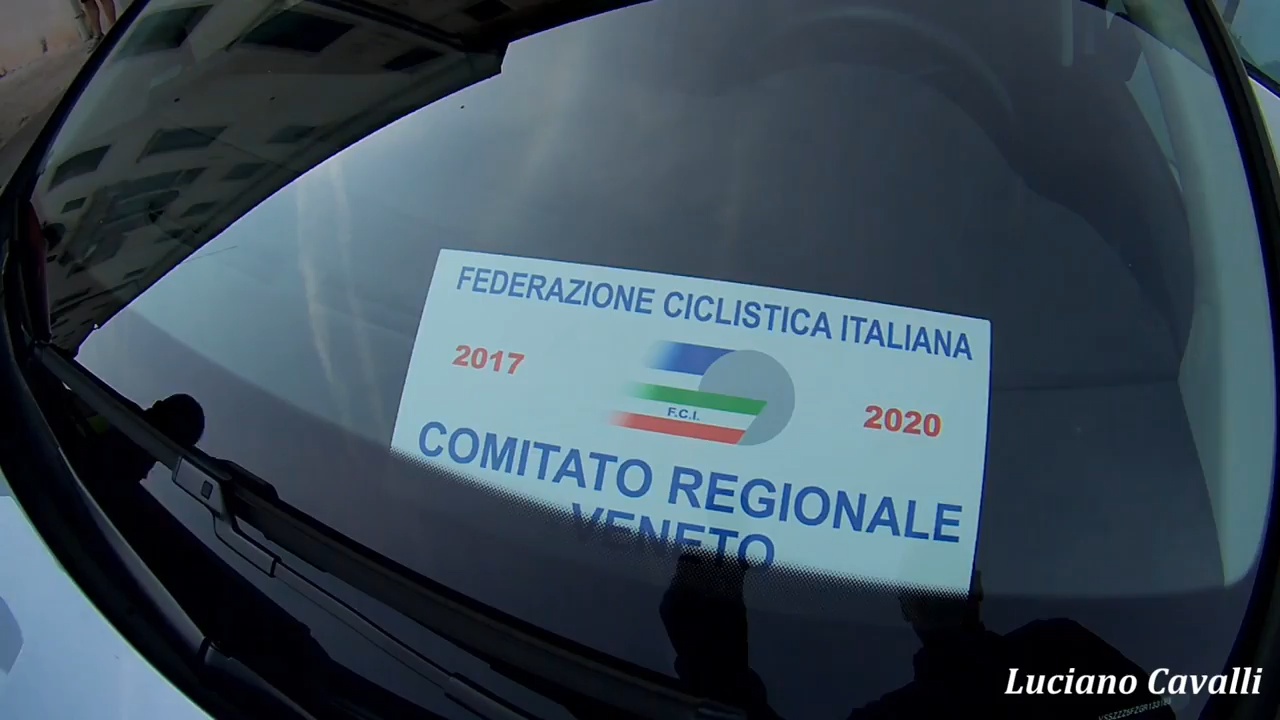 FEDERAZIONE CICLISTICA ITALIANA
2017
F.C.I.
2020
COMITATO REGIONALE
VENETO
Luciano Cavalli